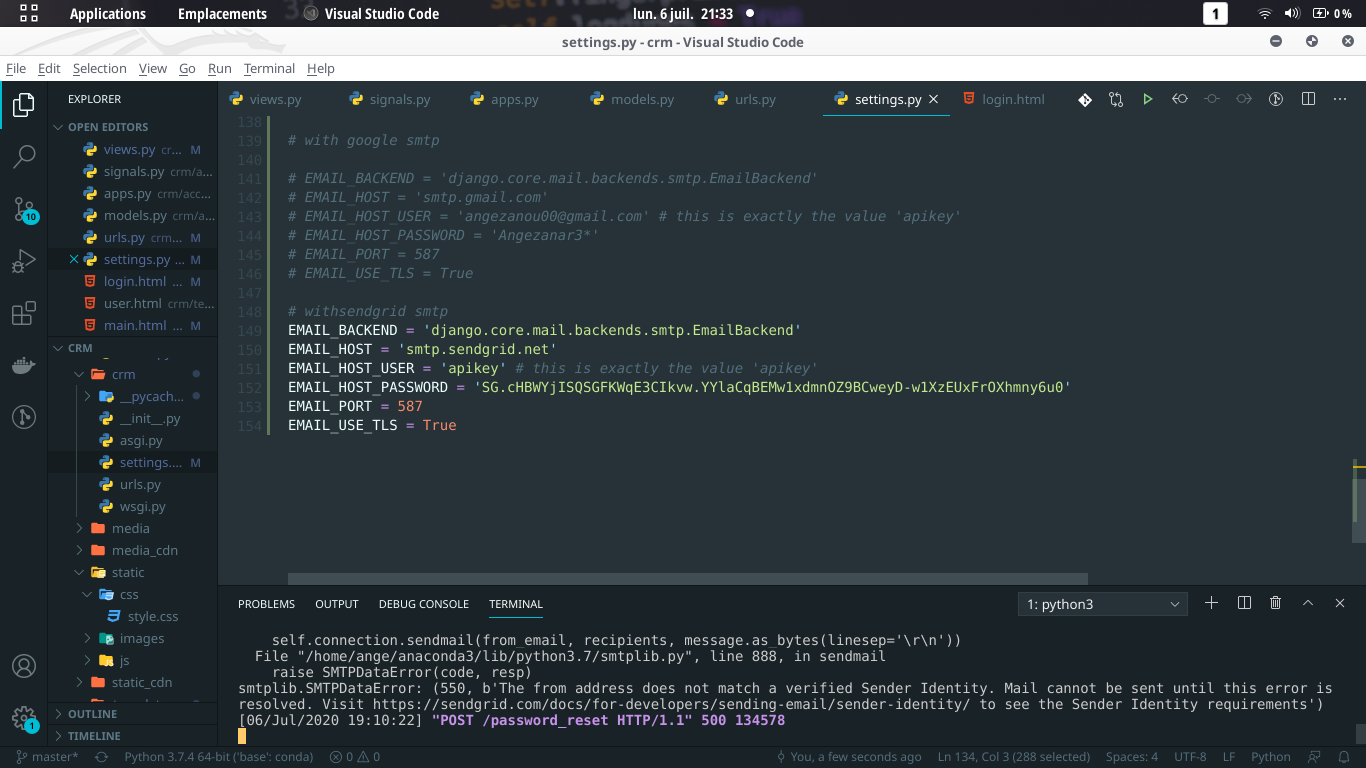 Applications Emplacements Visual Studio Code lun. 6 juil. 21:33 1 0 %
settings.py - crm - Visual Studio Code
File Edit Selection View Go Run Terminal Help
EXPLORER
OPEN EDITORS
views.py cr... M
signals.py crm/a...
apps.py crm/acc...
models.py crm/a...
urls.py crm... M
settings.py ... M
login.html ... M
user.html crm/te...
main.html ... M
CRM
crm
__pycach...
__init__.py
asgi.py
settings.... M
urls.py
wsgi.py
media
media_cdn
static
css
style.css
images
js
static_cdn
OUTLINE
TIMELINE
10
1
views.py signals.py apps.py models.py urls.py settings.py login.html
138
139 # with google smtp
140
141 # EMAIL_BACKEND = 'django.core.mail.backends.smtp.EmailBackend'
142 # EMAIL_HOST = 'smtp.gmail.com'
143 # EMAIL_HOST_USER = 'angezanou00@gmail.com' # this is exactly the value 'apikey'
144 # EMAIL_HOST_PASSWORD = 'Angezanar3*'
145 # EMAIL_PORT = 587
146 # EMAIL_USE_TLS = True
147
148 # withsendgrid smtp
149 EMAIL_BACKEND = 'django.core.mail.backends.smtp.EmailBackend'
150 EMAIL_HOST = 'smtp.sendgrid.net'
151 EMAIL_HOST_USER = 'apikey' # this is exactly the value 'apikey'
152 EMAIL_HOST_PASSWORD = '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'
153 EMAIL_PORT = 587
154 EMAIL_USE_TLS = True
PROBLEMS OUTPUT DEBUG CONSOLE TERMINAL 1: python3
self.connection.sendmail(from_email, recipients, message.as_bytes(linesep='\r\n'))
File "/home/ange/anaconda3/lib/python3.7/smtplib.py", line 888, in sendmail
raise SMTPDataError(code, resp)
smtplib.SMTPDataError: (550, b'The from address does not match a verified Sender Identity. Mail cannot be sent until this error is
resolved. Visit https://sendgrid.com/docs/for-developers/sending-email/sender-identity/ to see the Sender Identity requirements')
[06/Jul/2020 19:10:22] "POST /password_reset HTTP/1.1" 500 134578
master* Python 3.7.4 64-bit ('base': conda) 0 0 You, a few seconds ago Ln 134, Col 3 (288 selected) Spaces: 4 UTF-8 LF Python